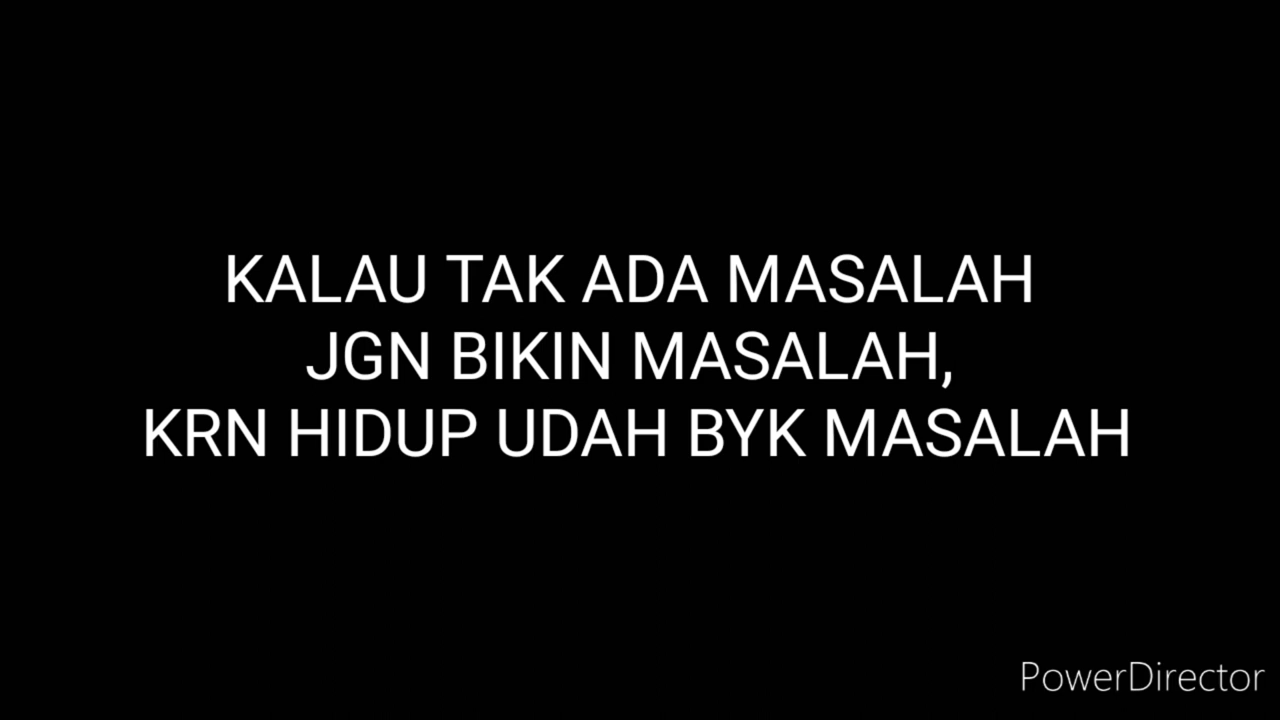 KALAU TAK ADA MASALAH
JGN BIKIN MASALAH,
KRN HIDUP UDAH BYK MASALAH
PowerDirector